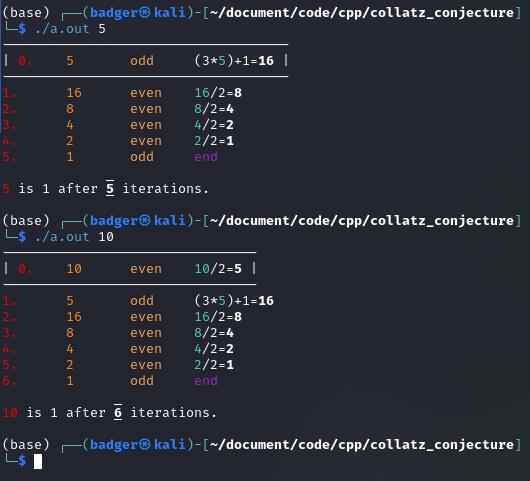 (base) ┌──(badger㉿kali)-[~/document/code/cpp/collatz_conjecture]
└─$ ./a.out 5
| 0.    5       odd     (3*5)+1=16 |
1.      16      even    16/2=8
2.      8       even    8/2=4
3.      4       even    4/2=2
4.      2       even    2/2=1
5.      1       odd     end
5 is 1 after 5 iterations.
(base) ┌──(badger㉿kali)-[~/document/code/cpp/collatz_conjecture]
└─$ ./a.out 10
| 0.    10      even    10/2=5 |
1.      5       odd     (3*5)+1=16
2.      16      even    16/2=8
3.      8       even    8/2=4
4.      4       even    4/2=2
5.      2       even    2/2=1
6.      1       odd     end
10 is 1 after 6 iterations.
(base) ┌──(badger㉿kali)-[~/document/code/cpp/collatz_conjecture]
└─$